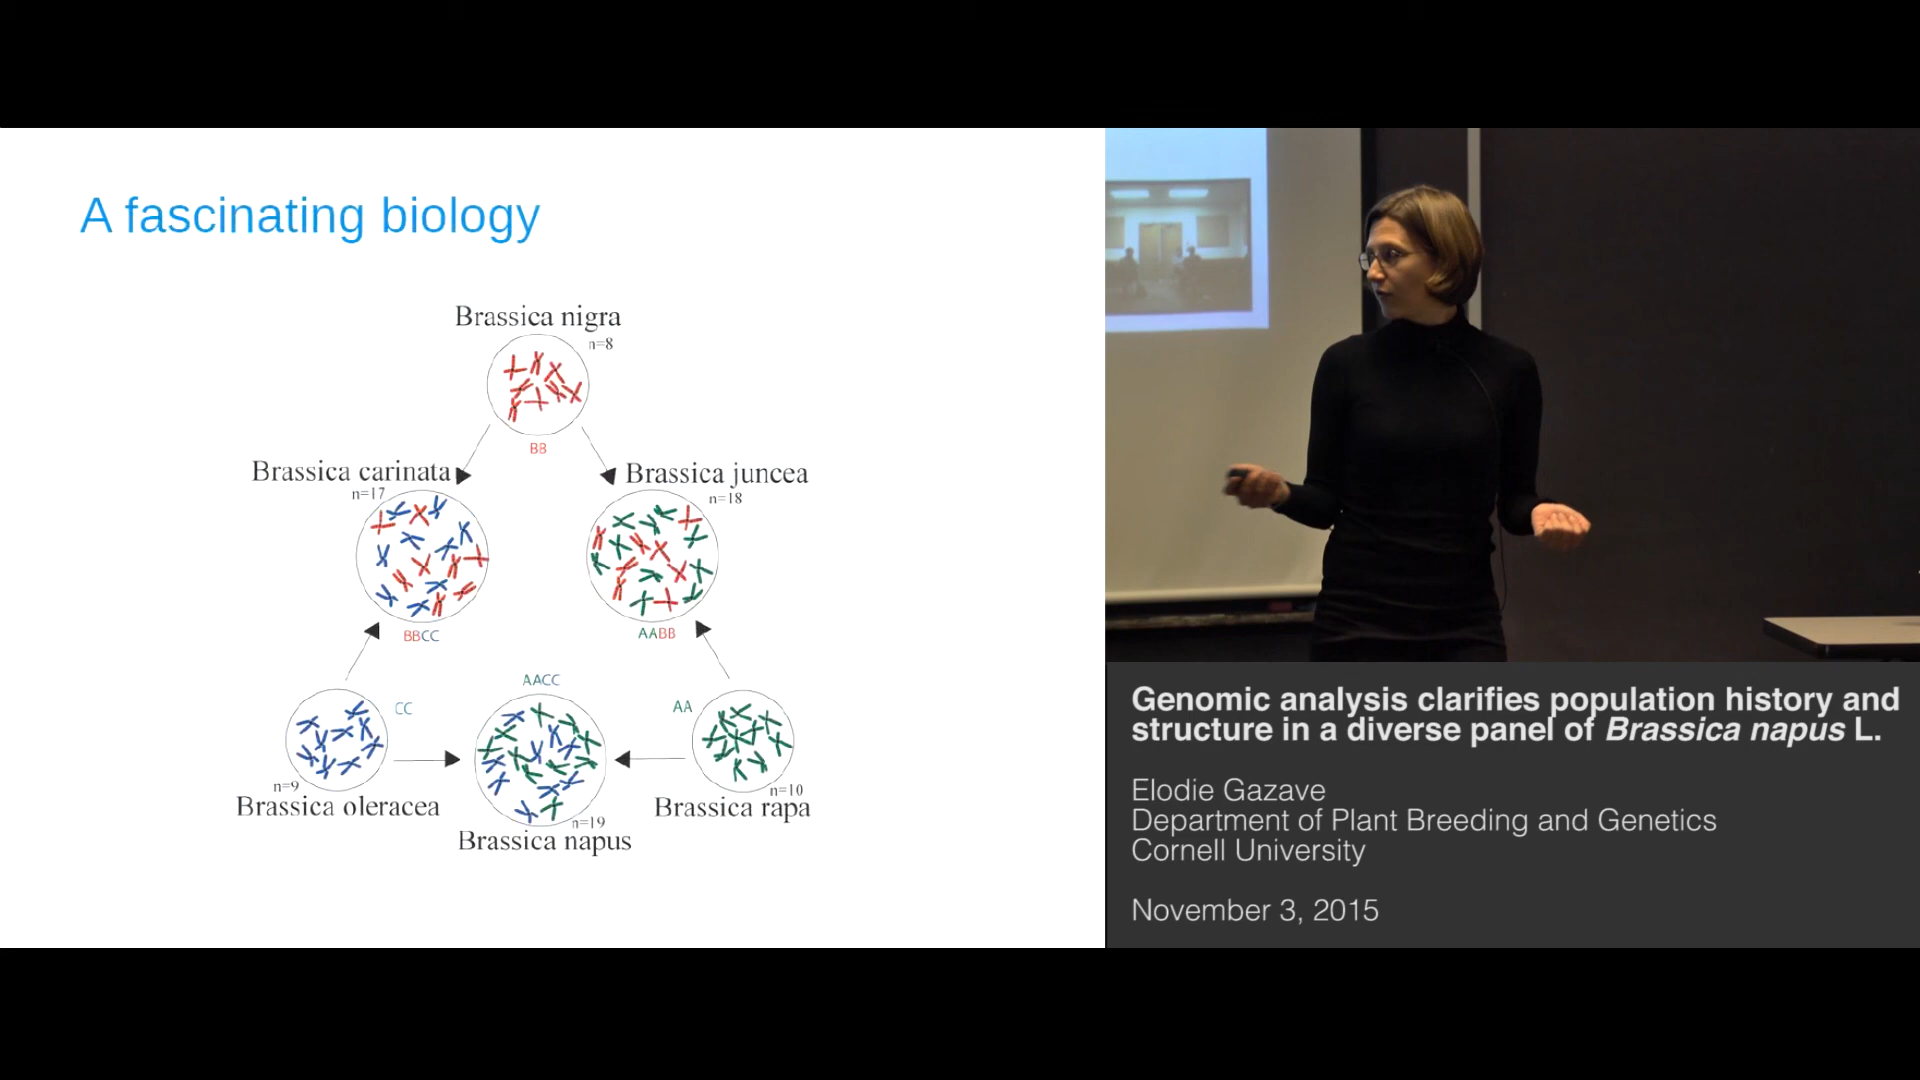 A fascinating biology
Brassica nigra
n=8
BB
Brassica carinata
n=17
BBCC
Brassica juncea
n=18
AABB
CC
n=9
Brassica oleracea
AACC
n=19
Brassica napus
AA
n=10
Brassica rapa
Genomic analysis clarifies population history and
structure in a diverse panel of Brassica napus L.
Elodie Gazave
Department of Plant Breeding and Genetics
Cornell University
November 3, 2015